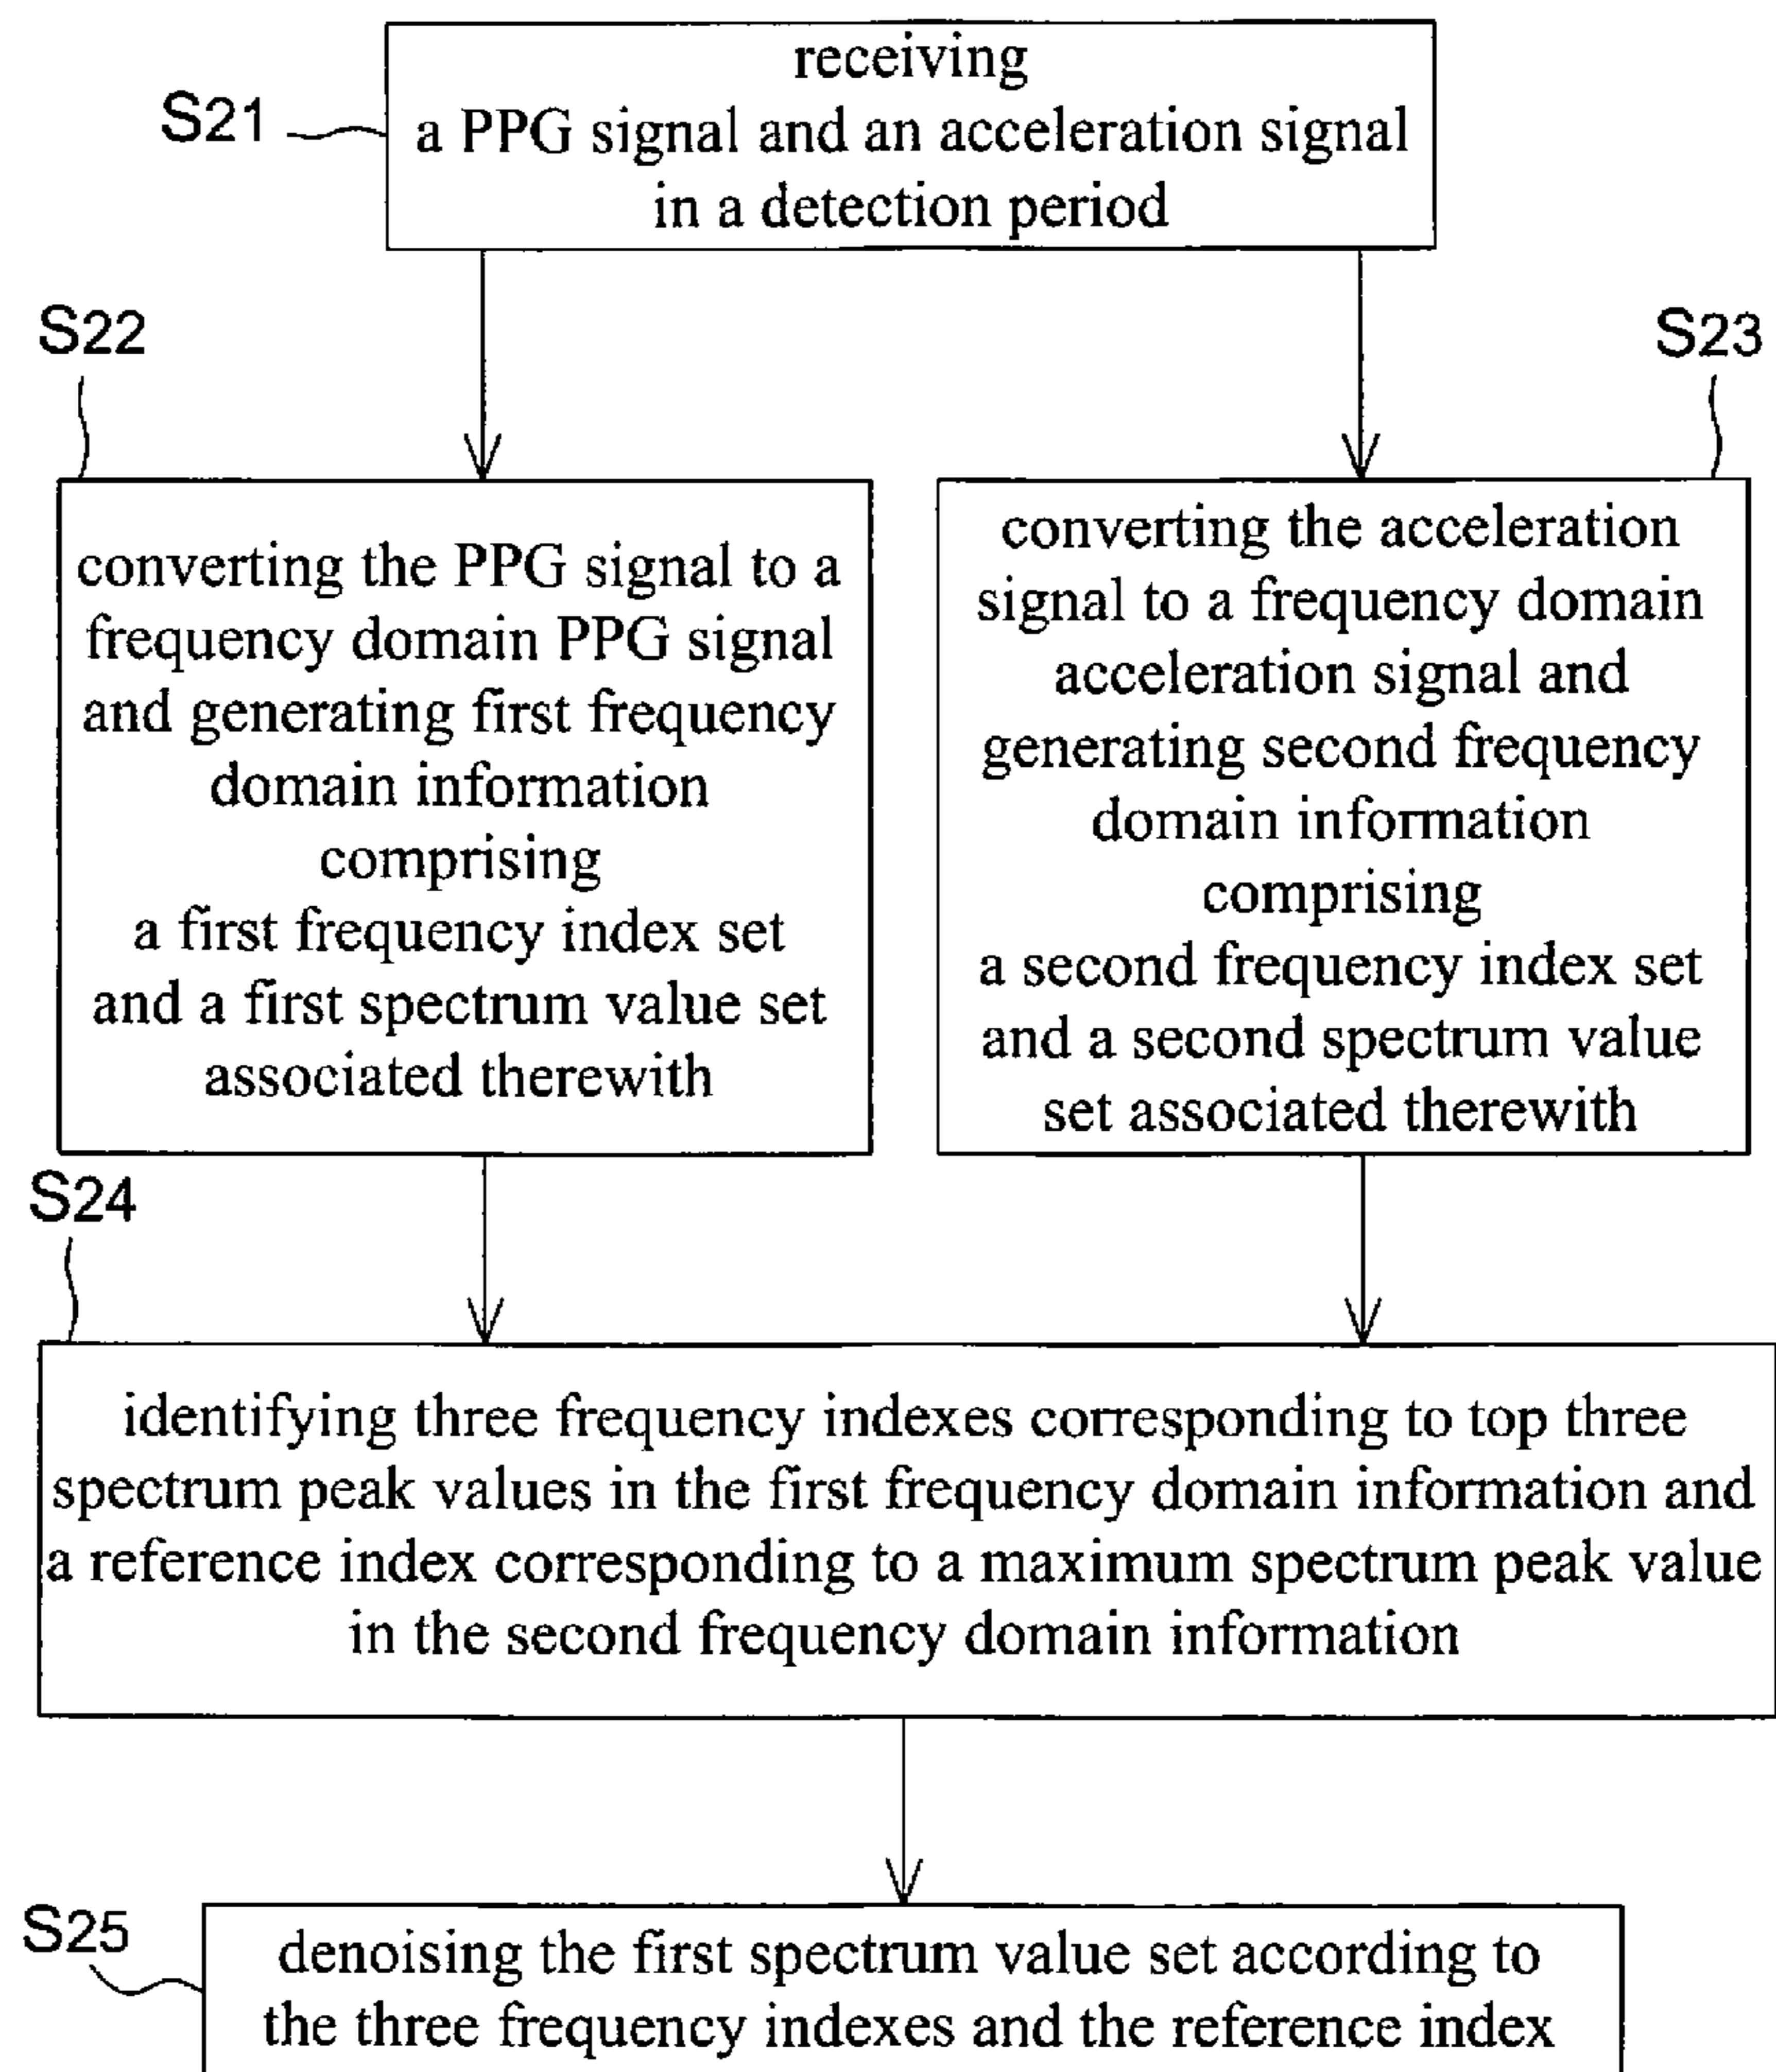 S21
receiving
a PPG signal and an acceleration signal
in a detection period
S22
converting the PPG signal to a
frequency domain PPG signal
and generating first frequency
domain information
comprising
a first frequency index set
and a first spectrum value set
associated therewith
S23
converting the acceleration
signal to a frequency domain
acceleration signal and
generating second frequency
domain information
comprising
a second frequency index set
and a second spectrum value
set associated therewith
S24
identifying three frequency indexes corresponding to top three
spectrum peak values in the first frequency domain information and
a reference index corresponding to a maximum spectrum peak value
in the second frequency domain information
S25
denoising the first spectrum value set according to
the three frequency indexes and the reference index